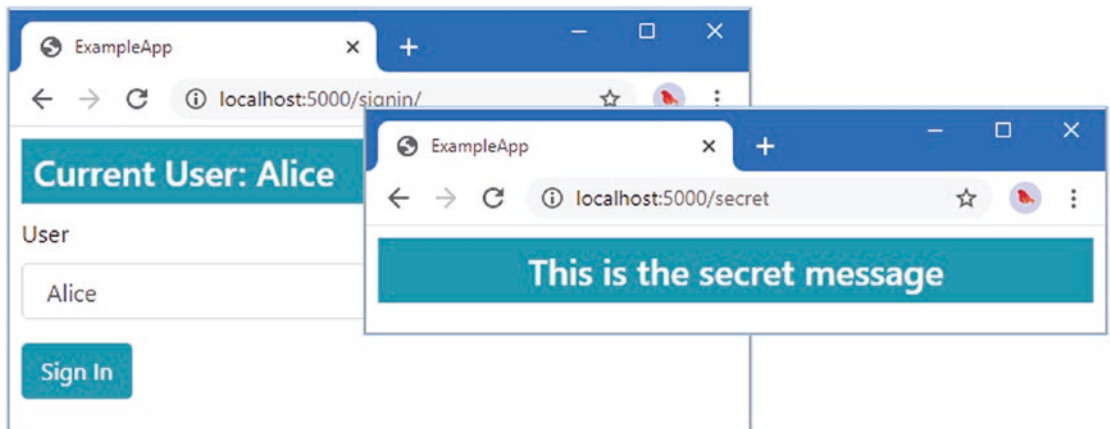 ExampleApp
localhost:5000/signin/
Current User: Alice
User
Alice
Sign In
ExampleApp
localhost:5000/secret
This is the secret message